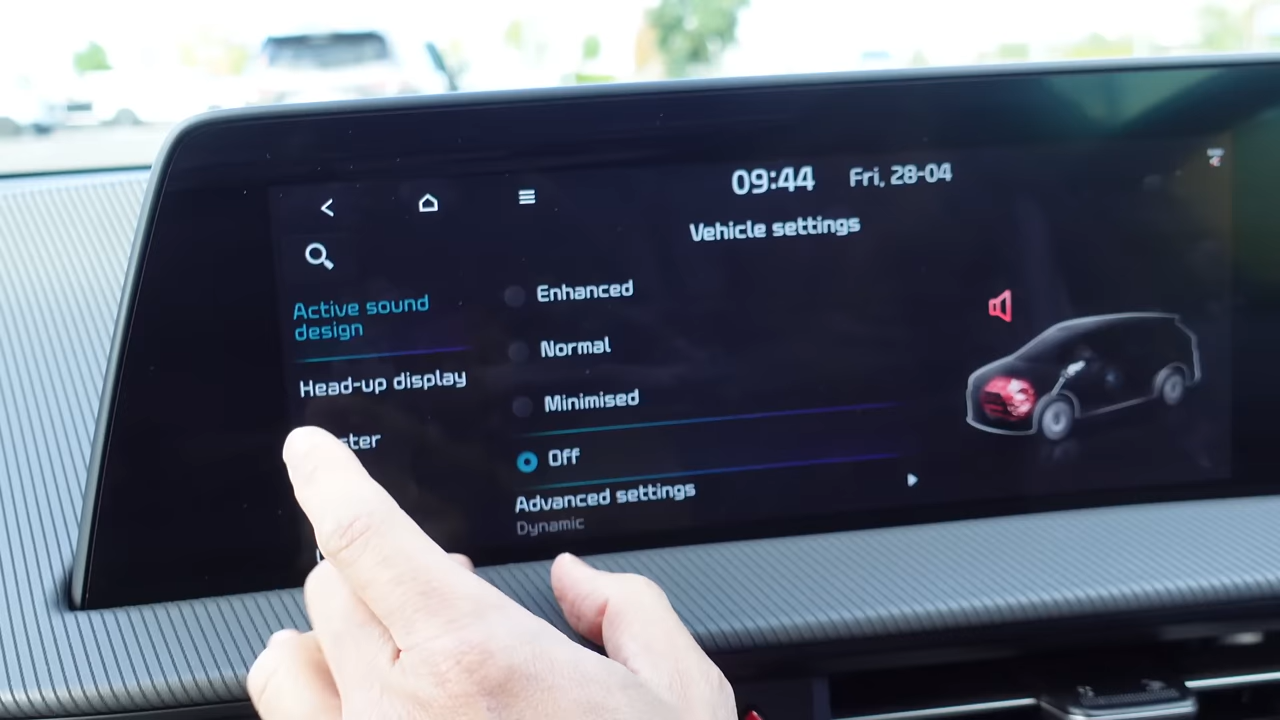 09:44 Fri, 28-04
Vehicle settings
Active sound
design
Head-up display
Enhanced
Normal
Minimised
Off
Advanced settings
Dynamic